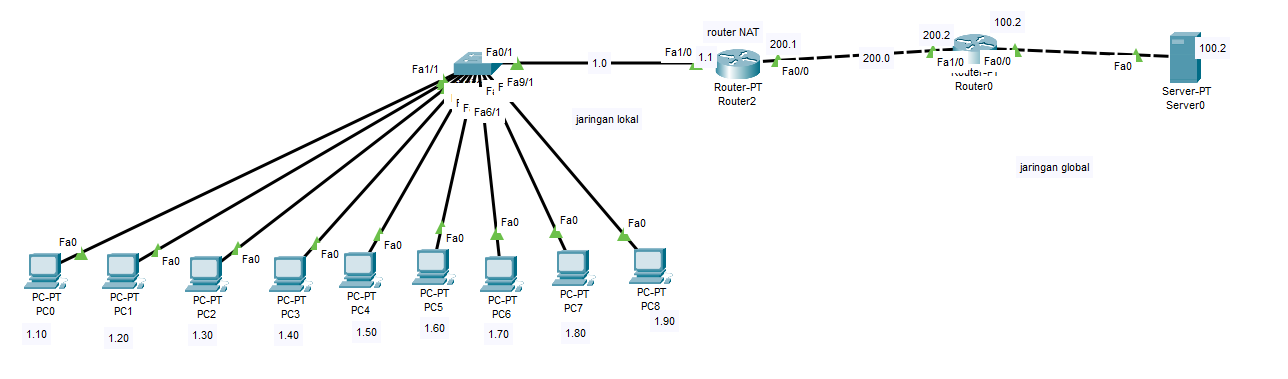 100.2
router NAT
200.2
200.1
Fa0/1
Fa1/0
1.1
100.2
1.0
200.0
Fa1/0
Fa0/0
Fa0
Fa1/1
Fa0/0
Fa9/1
Router-PT
Router2
Router-PT
Router0
Server-PT
Server0
Fa6/1
jaringan lokal
jaringan global
Fa0
Fa0
Fa0
Fa0
Fa0
Fa0
Fa0
Fa0
Fa0
PC-PT
PC0
PC-PT
PC1
PC-PT
PC2
PC-PT
PC3
PC-PT
PC4
PC-PT
PC5
PC-PT
PC6
PC-PT
PC7
PC-PT
PC8
1.10
1.20
1.30
1.40
1.50
1.60
1.70
1.80
1.90